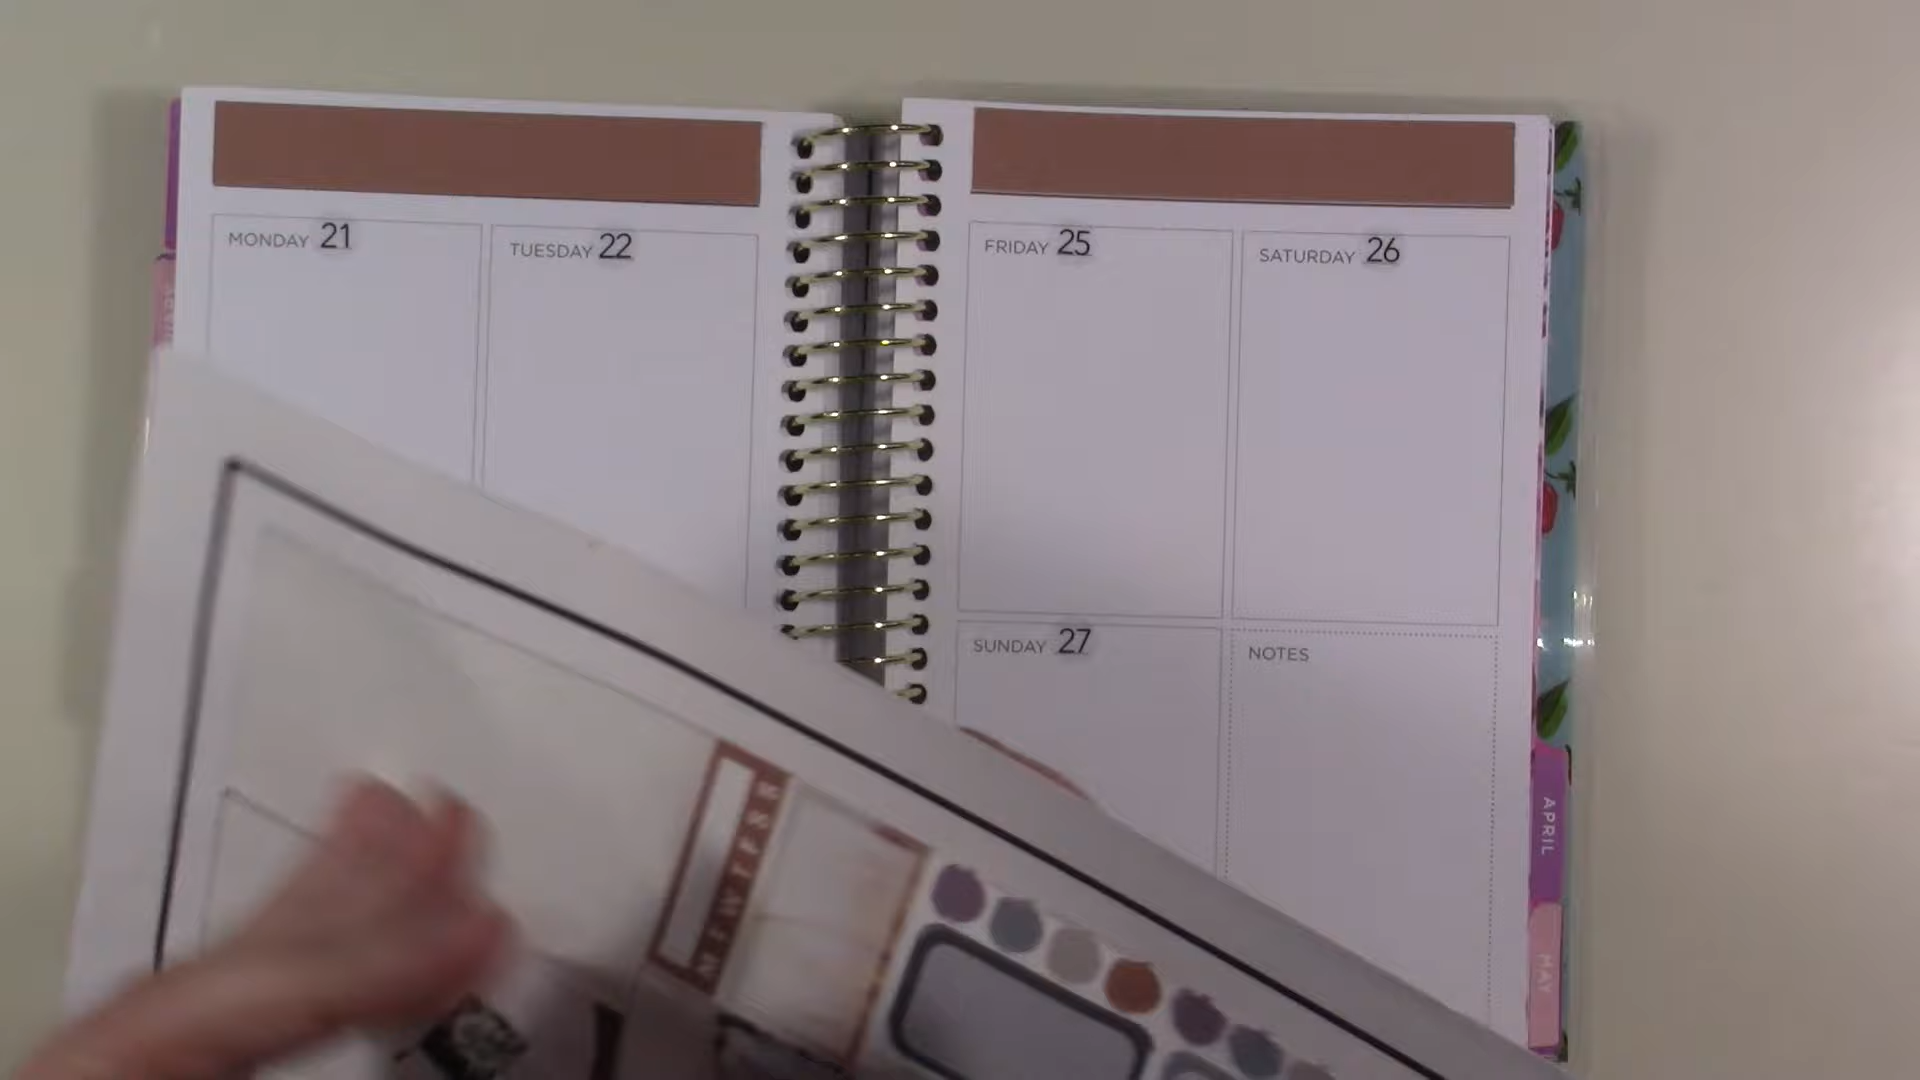 MONDAY 21
TUESDAY 22
FRIDAY 25
SATURDAY 26
SUNDAY 27
NOTES
APRIL
MAY
M T W T F S S